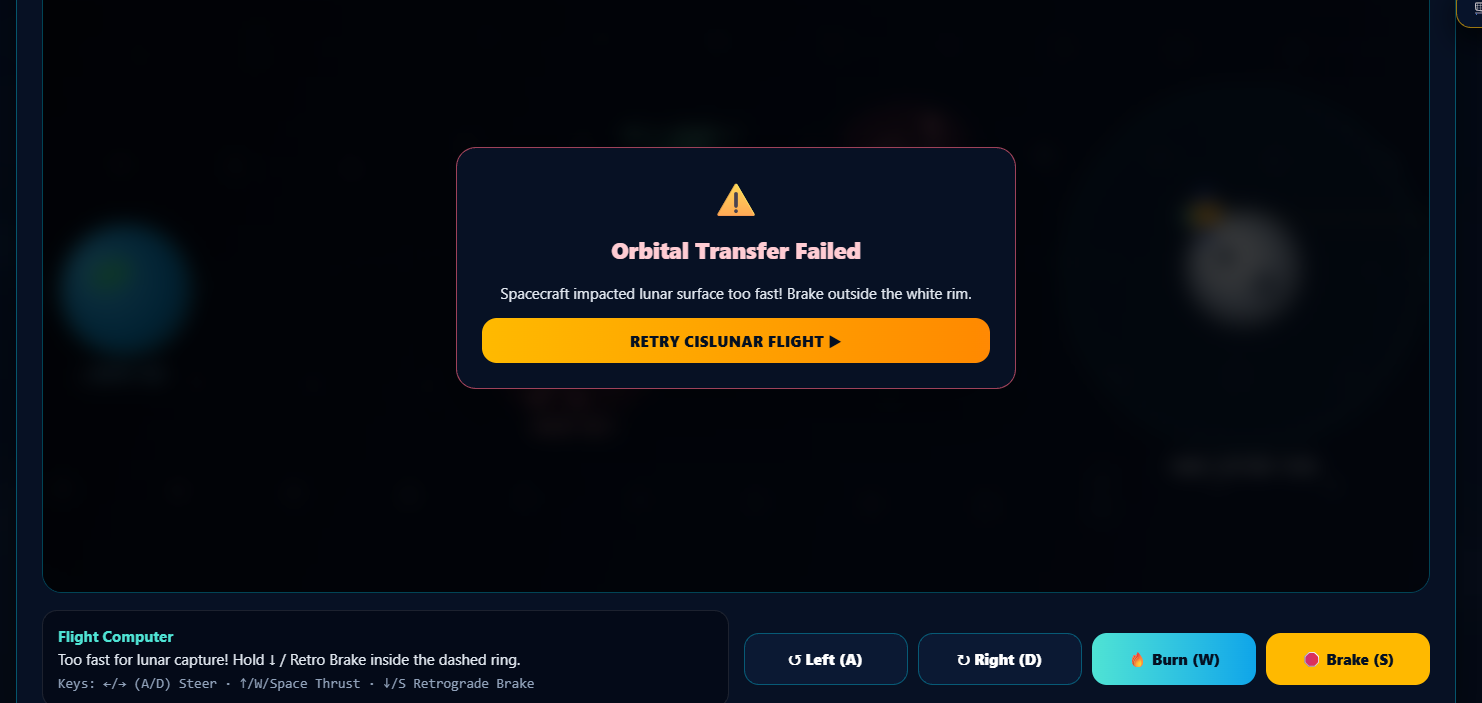 Orbital Transfer Failed
Spacecraft impacted lunar surface too fast! Brake outside the white rim.
RETRY CISLUNAR FLIGHT ▶
Flight Computer
Too fast for lunar capture! Hold ↓ / Retro Brake inside the dashed ring.
Keys: ←/→ (A/D) Steer · ↑/W/Space Thrust · ↓/S Retrograde Brake
↺ Left (A)
↻ Right (D)
🔥 Burn (W)
🛑 Brake (S)